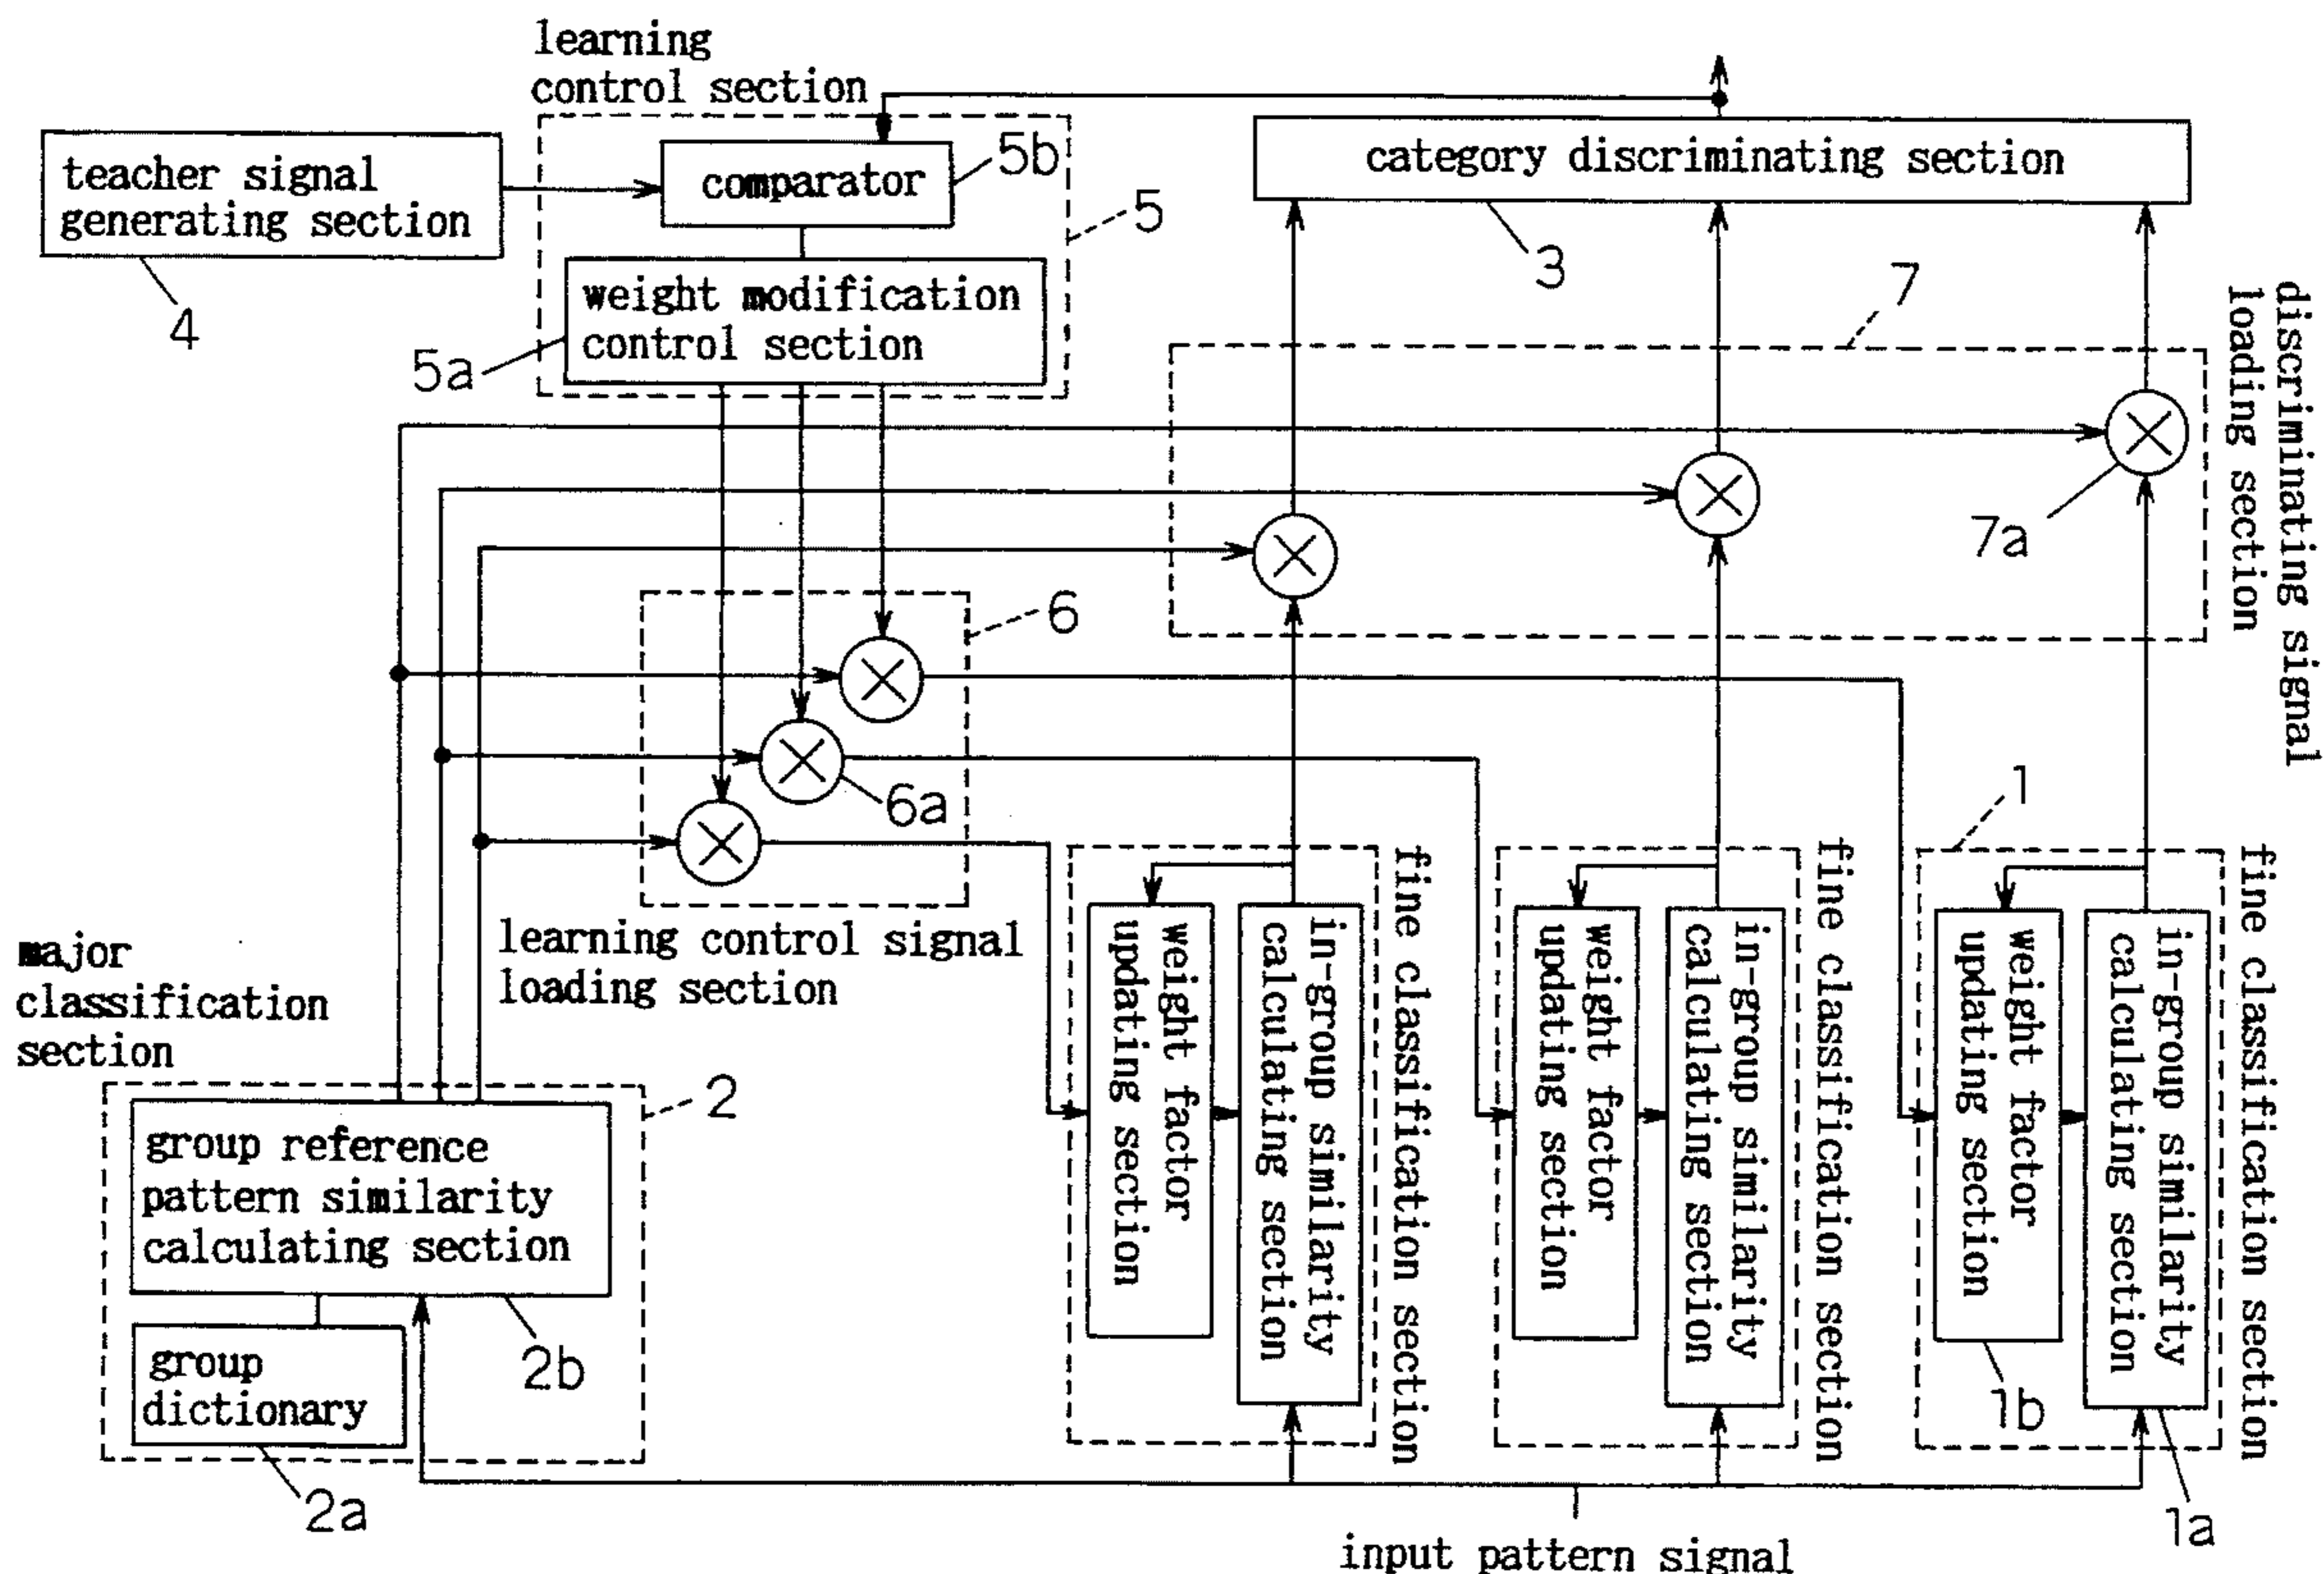 learning
control section
teacher signal
generating section
4
comparator
5b
5
weight modification
control section
5a
category discriminating section
3
7
discriminating signal
loading section
7a
6
6a
learning control signal
loading section
major
classification
section
2
group reference
pattern similarity
calculating section
2b
group
dictionary
2a
weight factor
updating section
in-group similarity
calculating section
fine classification section
weight factor
updating section
in-group similarity
calculating section
fine classification section
1
weight factor
updating section
in-group similarity
calculating section
fine classification section
1b
1a
input pattern signal